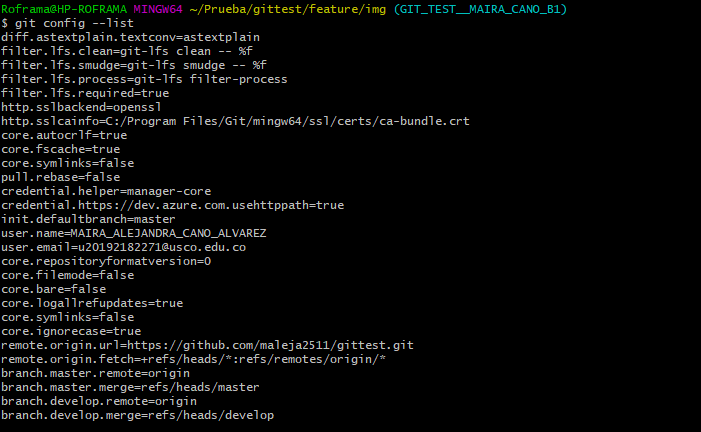 Roframa@HP-ROFRAMA MINGW64 ~/Prueba/gittest/feature/img (GIT_TEST__MAIRA_CANO_B1)
$ git config --list
diff.astextplain.textconv=astextplain
filter.lfs.clean=git-lfs clean -- %f
filter.lfs.smudge=git-lfs smudge -- %f
filter.lfs.process=git-lfs filter-process
filter.lfs.required=true
http.sslbackend=openssl
http.sslcainfo=C:/Program Files/Git/mingw64/ssl/certs/ca-bundle.crt
core.autocrlf=true
core.fscache=true
core.symlinks=false
pull.rebase=false
credential.helper=manager-core
credential.https://dev.azure.com.usehttppath=true
init.defaultbranch=master
user.name=MAIRA_ALEJANDRA_CANO_ALVAREZ
user.email=u20192182271@usco.edu.co
core.repositoryformatversion=0
core.filemode=false
core.bare=false
core.logallrefupdates=true
core.symlinks=false
core.ignorecase=true
remote.origin.url=https://github.com/maleja2511/gittest.git
remote.origin.fetch=+refs/heads/*:refs/remotes/origin/*
branch.master.remote=origin
branch.master.merge=refs/heads/master
branch.develop.remote=origin
branch.develop.merge=refs/heads/develop